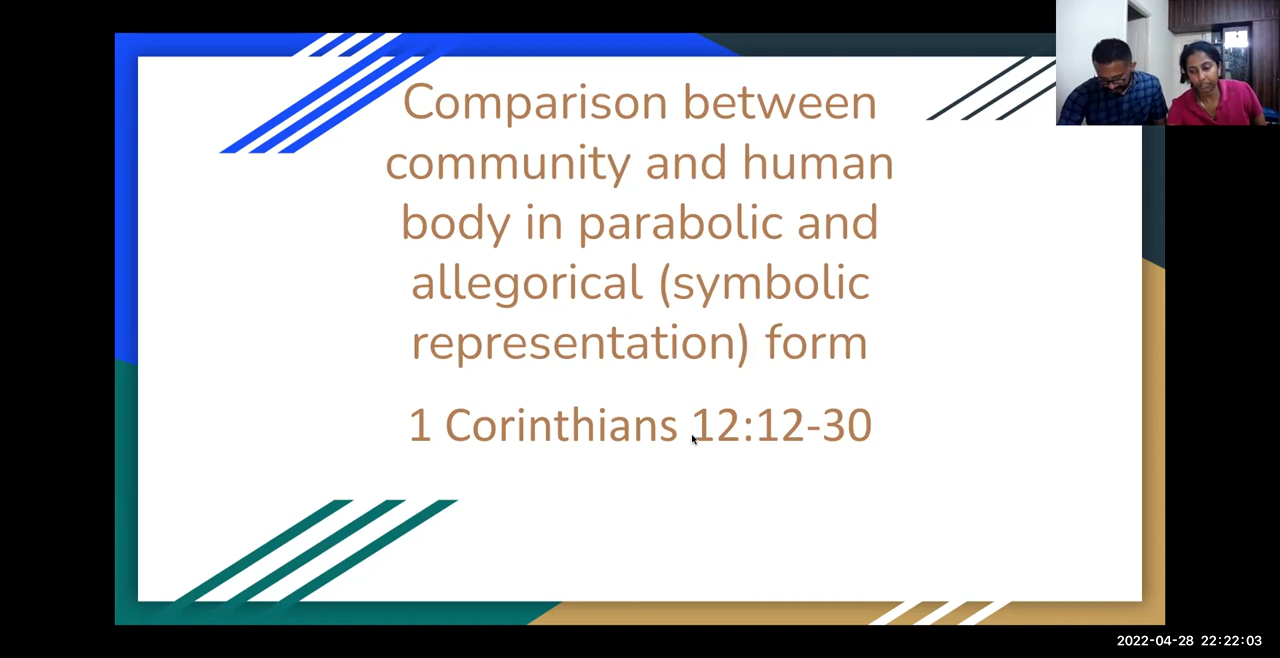 Comparison between
community and human
body in parabolic and
allegorical (symbolic
representation) form
1 Corinthians 12:12-30
2022-04-28 22:22:03